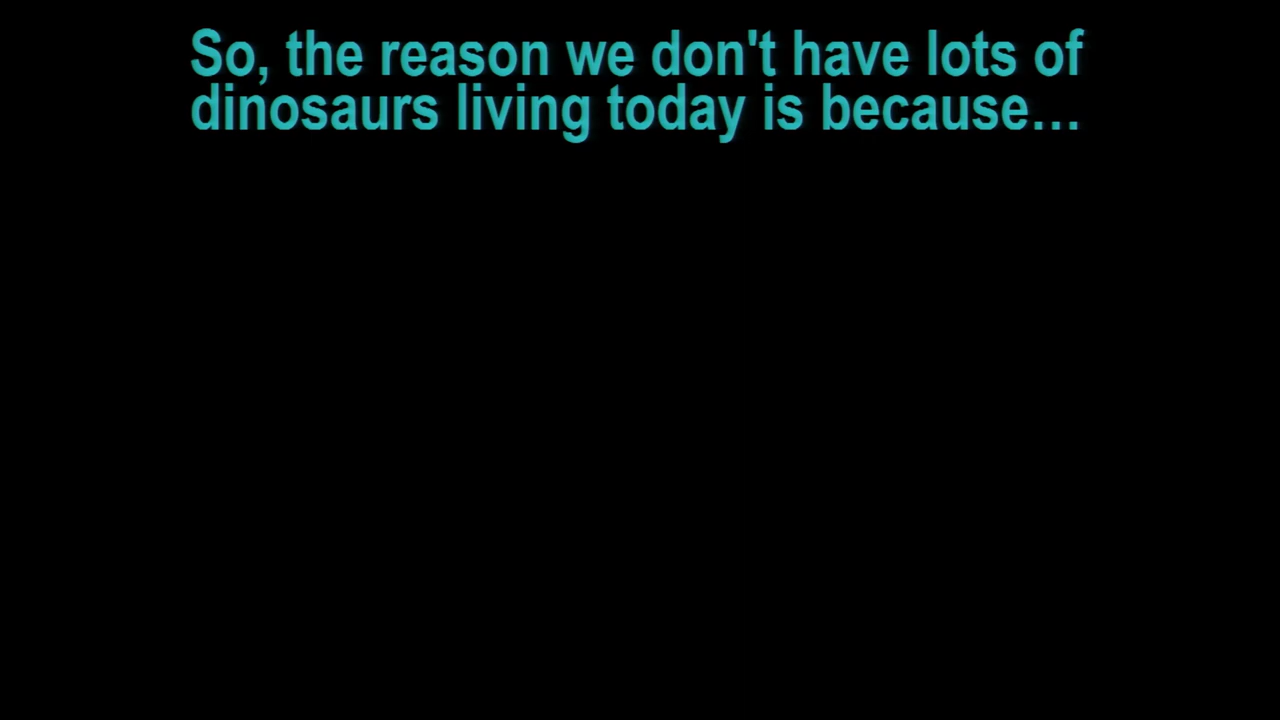 So, the reason we don't have lots of
dinosaurs living today is because…